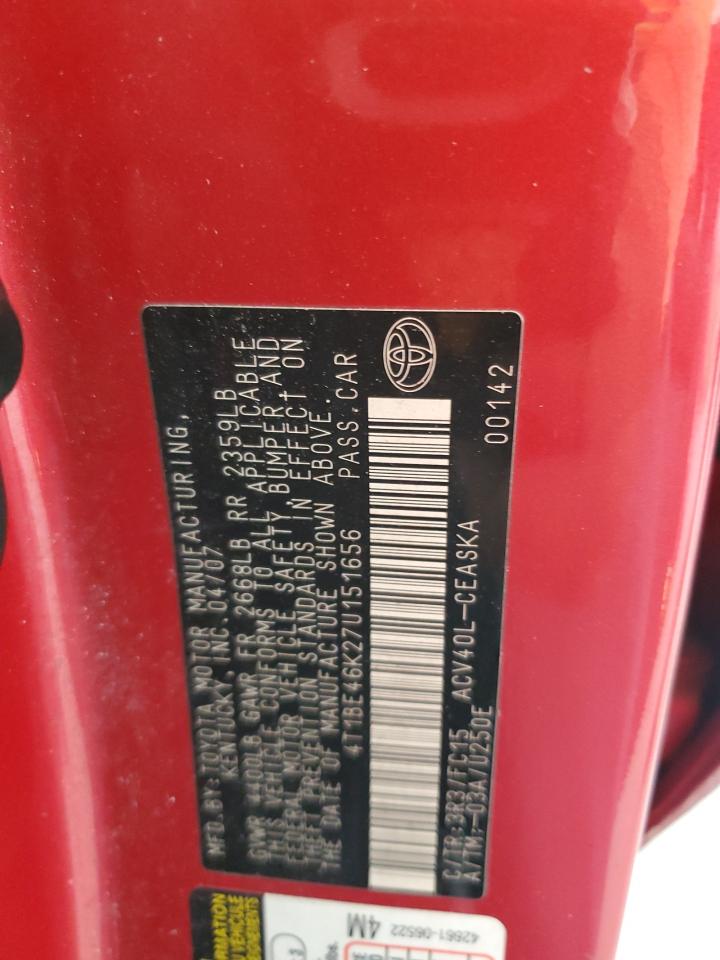 MFD.BY: TOYOTA MOTOR MANUFACTURING,
KENTUCKY, INC. 04/07
GVWR 4400LB GAWR FR 2668LB RR 2359LB
THIS VEHICLE CONFORMS TO ALL APPLICABLE
FEDERAL MOTOR VEHICLE SAFETY, BUMPER AND
THEFT PREVENTION STANDARDS IN EFFECT ON
THE DATE OF MANUFACTURE SHOWN ABOVE.
4T1BE46K27U151656 PASS.CAR
C/TR:3R3/FC15 ACV40L-CEASKA
A/TM:-03A/U250E 00142
VEHICULE
4M
42661-06522